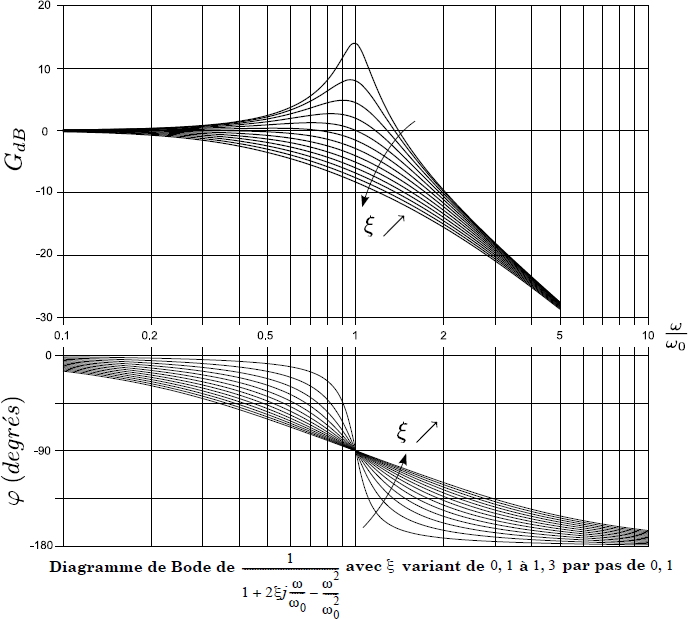 20
10
0
-10
-20
-30
G_dB
ξ ↗
0.1 0.2 0.5 1 2 5 10
ω/ω₀
0
-90
-180
φ (degrés)
ξ ↗
Diagramme de Bode de 1/(1 + 2ξj ω/ω₀ − ω²/ω₀²) avec ξ variant de 0, 1 à 1, 3 par pas de 0, 1